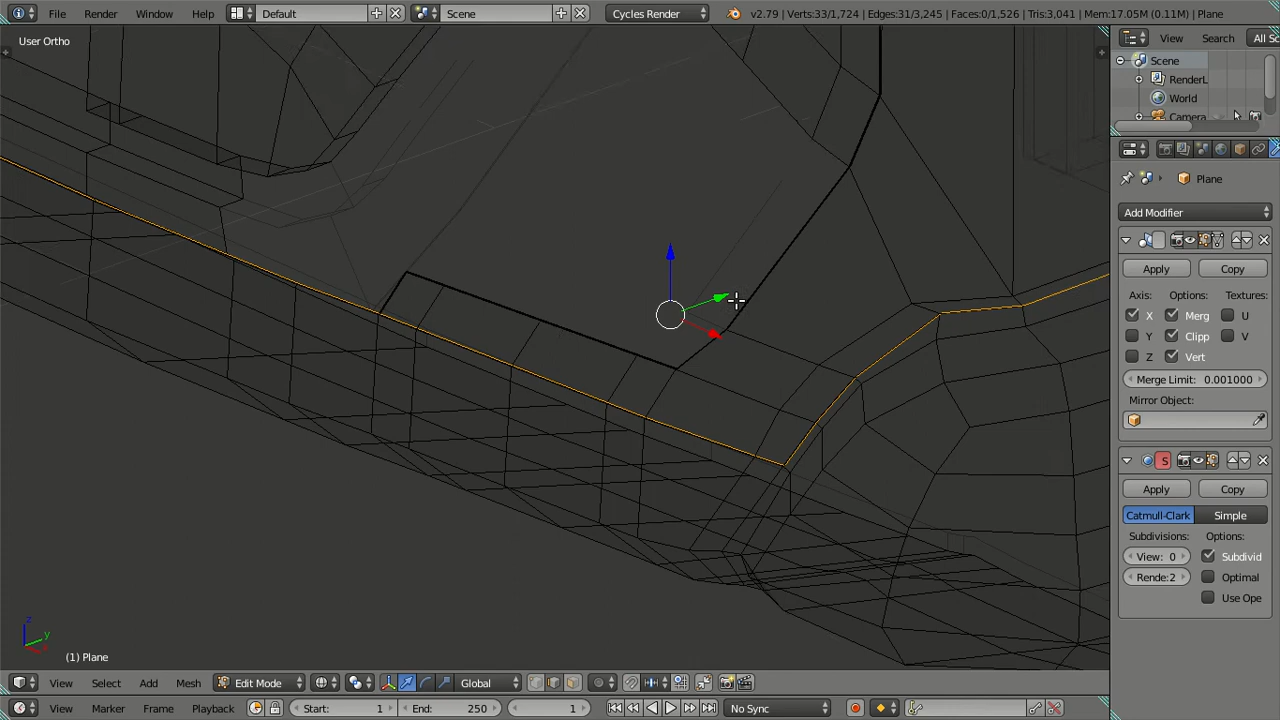 File Render Window Help Default Scene Cycles Render v2.79 | Verts:33/1,724 | Edges:31/3,245 | Faces:0/1,526 | Tris:3,041 | Mem:17.05M (0.11M) | Plane
User Ortho
View Search All Sc
Scene
RenderL
World
Camera
Plane
Add Modifier
Apply Copy
Axis: Options: Textures:
X Merg U
Y Clipp V
Z Vert
Merge Limit: 0.001000
Mirror Object:
S
Apply Copy
Catmull-Clark Simple
Subdivisions: Options:
View: 0 Subdivid
Rende:2 Optimal
Use Ope
z
y
x
(1) Plane
View Select Add Mesh Edit Mode Global
View Marker Frame Playback Start: 1 End: 250 1 No Sync